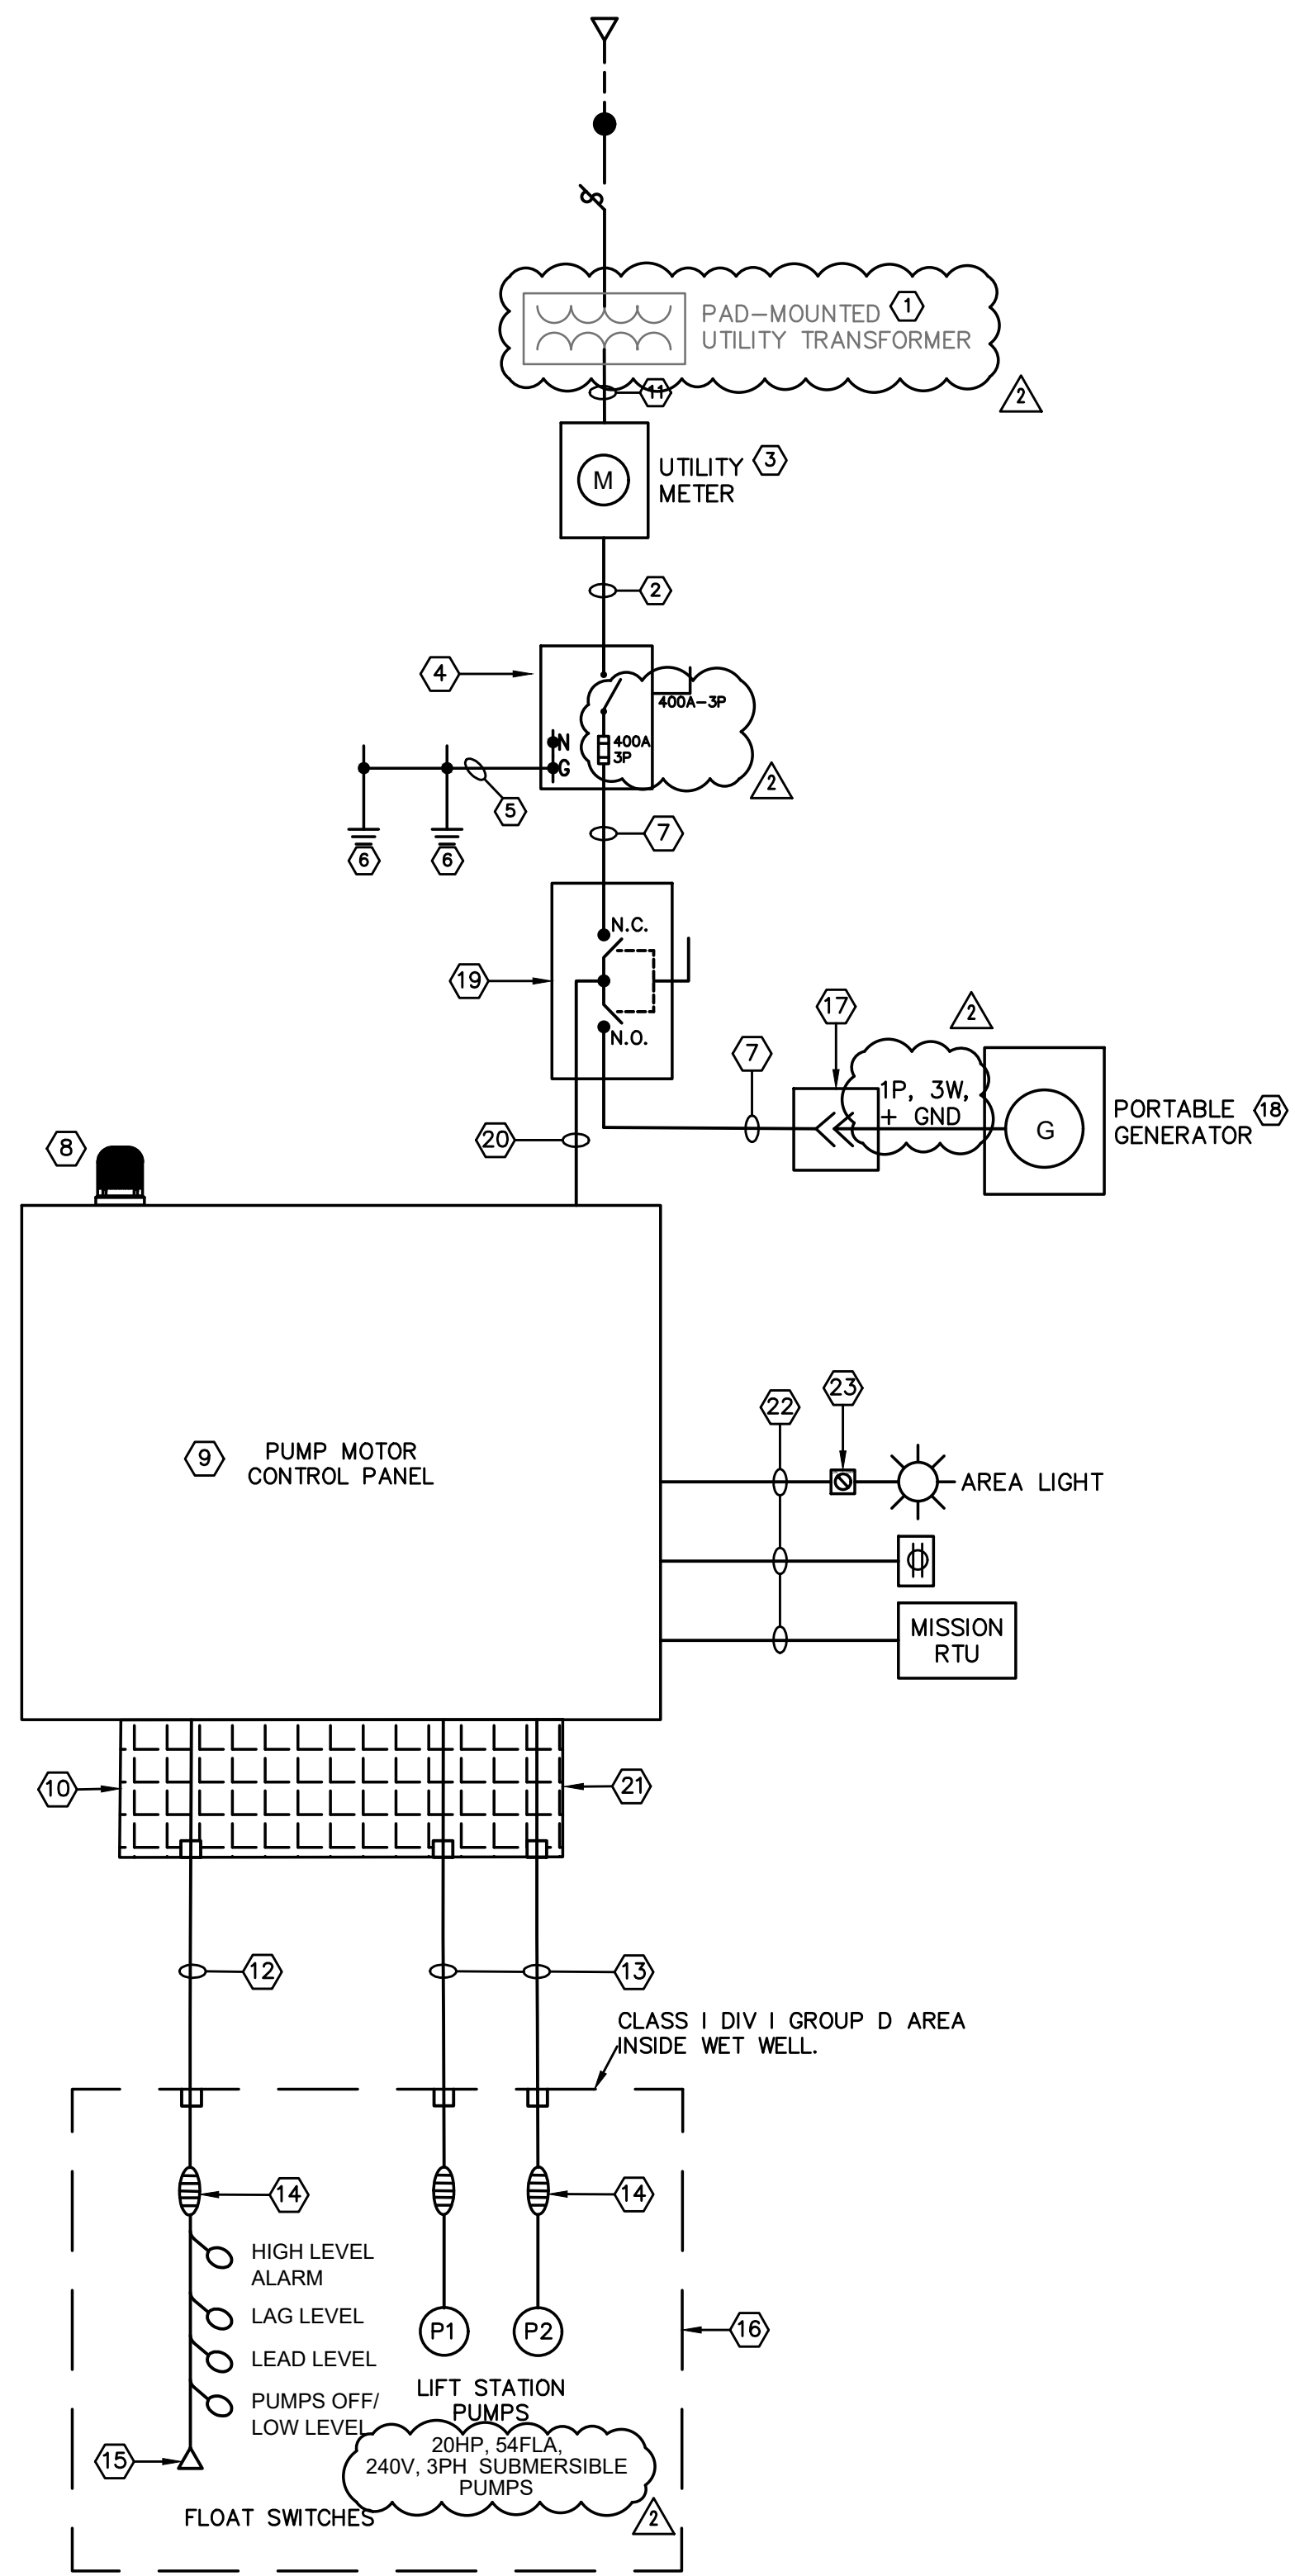 PAD-MOUNTED 1
UTILITY TRANSFORMER
11
2
M
UTILITY 3
METER
2
4
400A-3P
N
400A
3P
G
2
5
7
6
6
N.C.
19
N.O.
17
2
7
1P, 3W,
+ GND
G
PORTABLE 18
GENERATOR
20
8
23
22
9
PUMP MOTOR
CONTROL PANEL
AREA LIGHT
MISSION
RTU
10
21
12
13
CLASS I DIV I GROUP D AREA
INSIDE WET WELL.
14
14
HIGH LEVEL
ALARM
LAG LEVEL
P1
P2
16
LEAD LEVEL
LIFT STATION
PUMPS
PUMPS OFF/
LOW LEVEL
20HP, 54FLA,
240V, 3PH SUBMERSIBLE
PUMPS
15
FLOAT SWITCHES
2